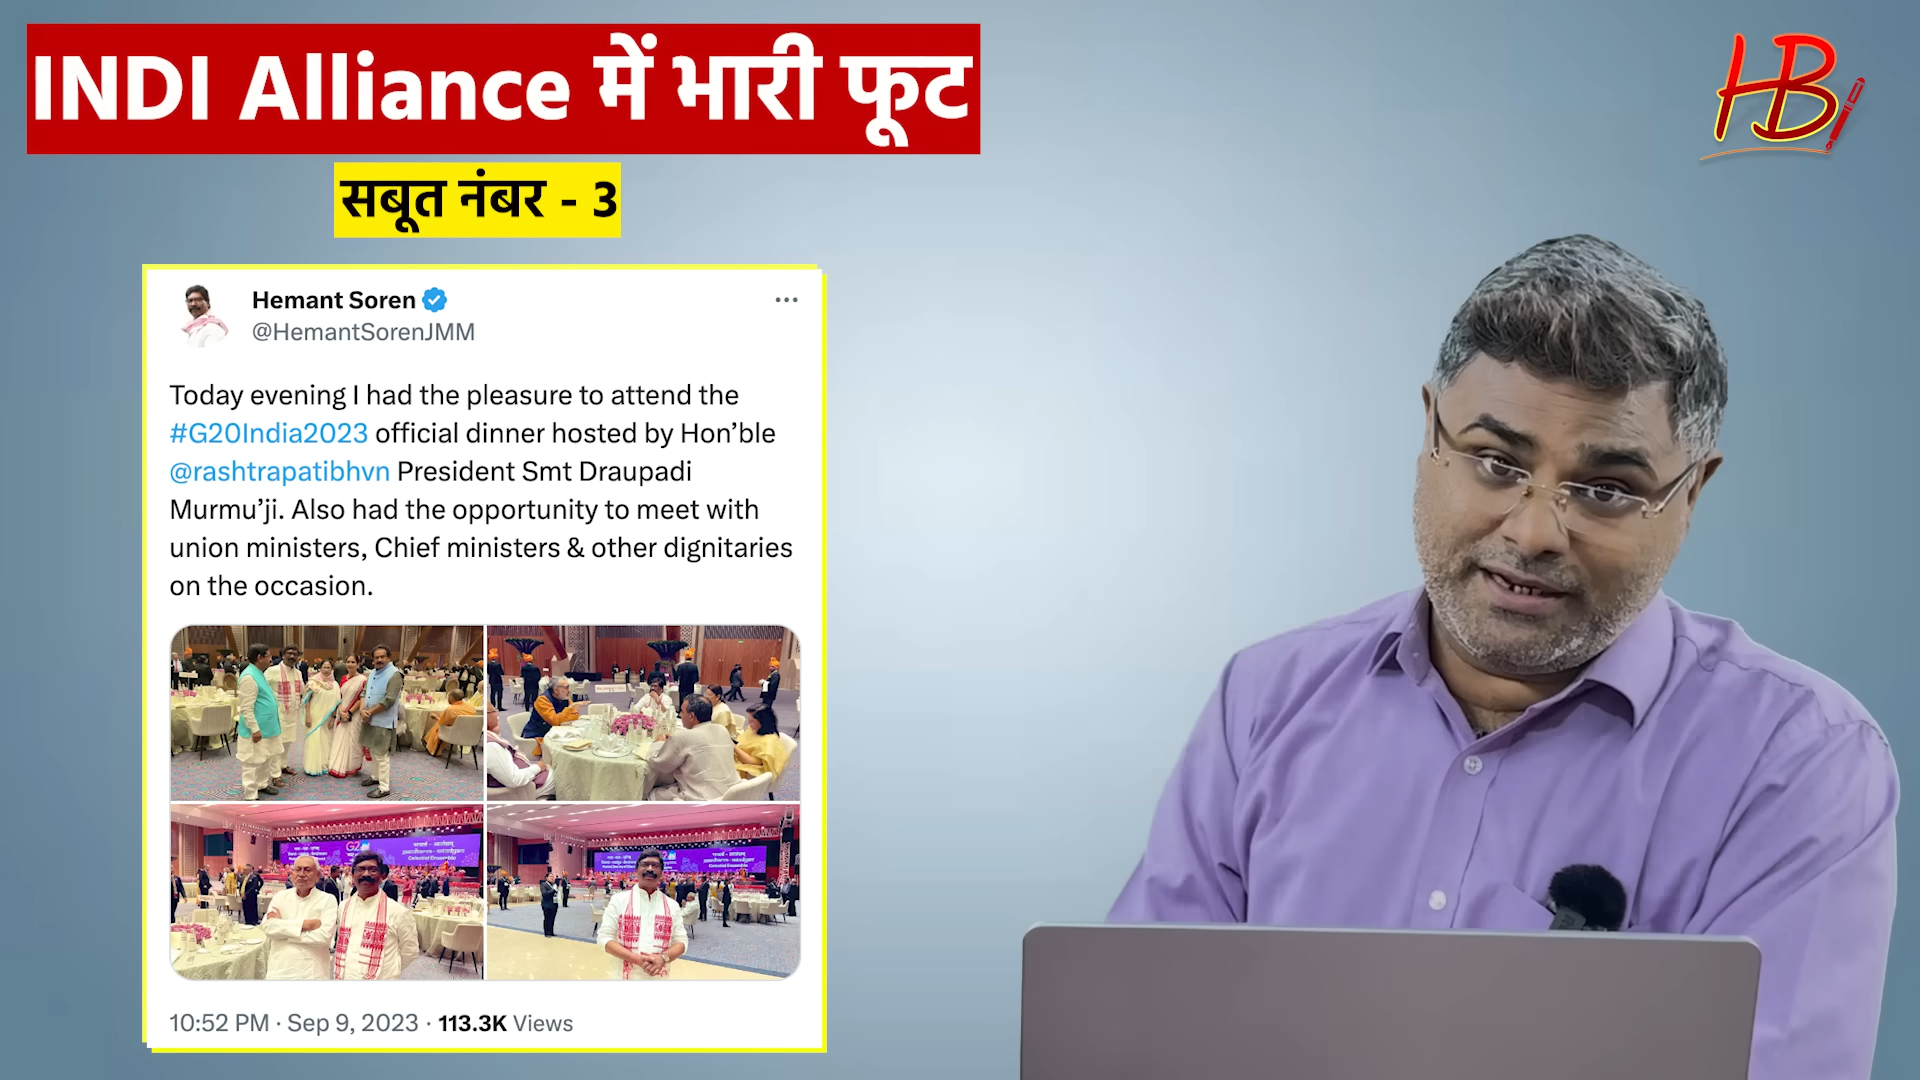 INDI Alliance में भारी फूट
HB
सबूत नंबर - 3
Hemant Soren
@HemantSorenJMM
Today evening I had the pleasure to attend the
#G20India2023 official dinner hosted by Hon’ble
@rashtrapatibhvn President Smt Draupadi
Murmu’ji. Also had the opportunity to meet with
union ministers, Chief ministers & other dignitaries
on the occasion.
10:52 PM · Sep 9, 2023 · 113.3K Views